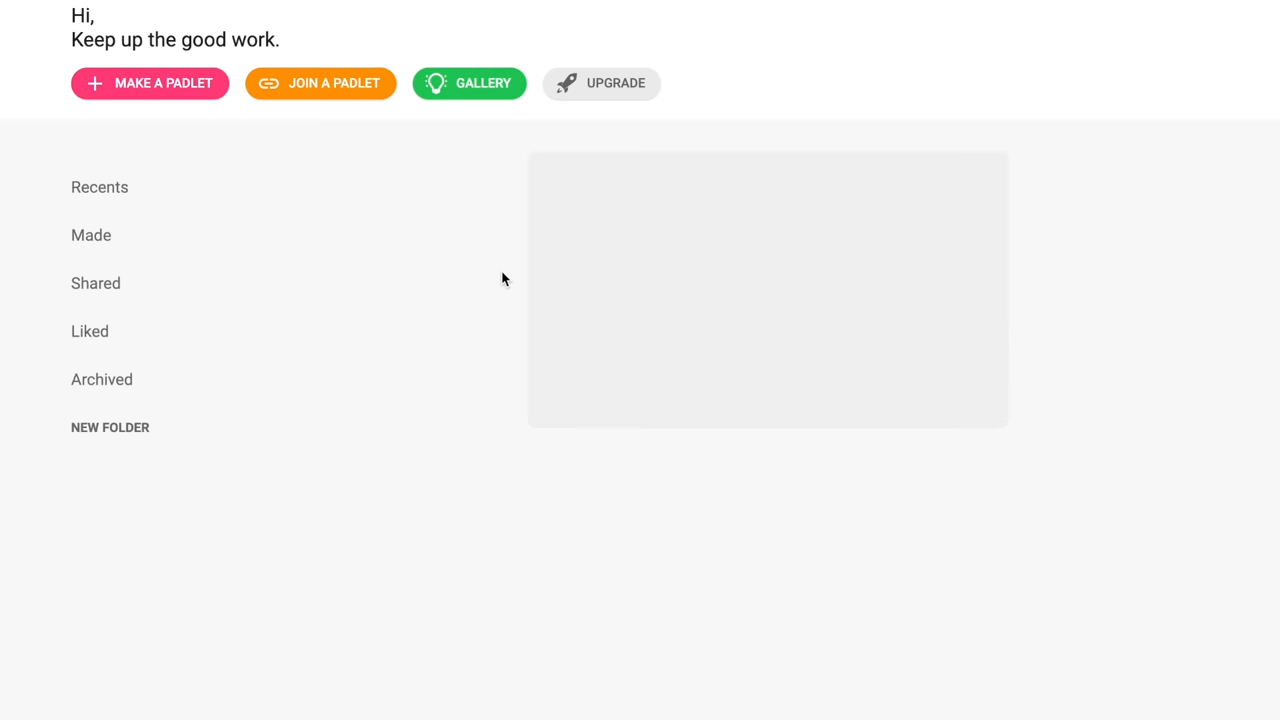 Hi,
Keep up the good work.
MAKE A PADLET
JOIN A PADLET
GALLERY
UPGRADE
Recents
Made
Shared
Liked
Archived
NEW FOLDER